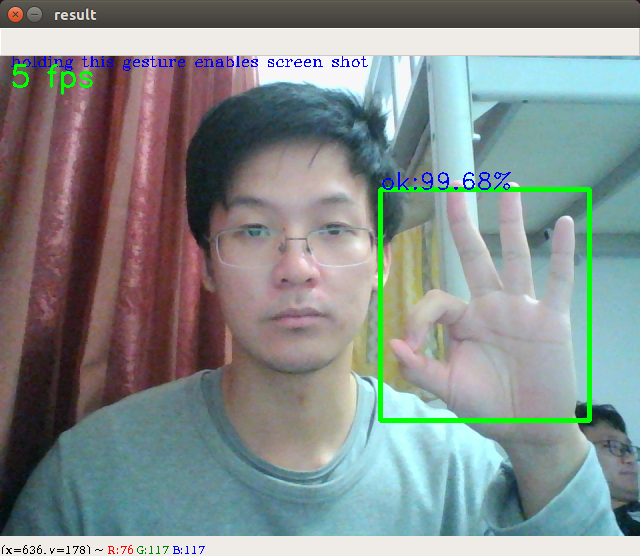 result
holding this gesture enables screen shot
5 fps
ok:99.68%
(x=636, y=178) ~ R:76 G:117 B:117